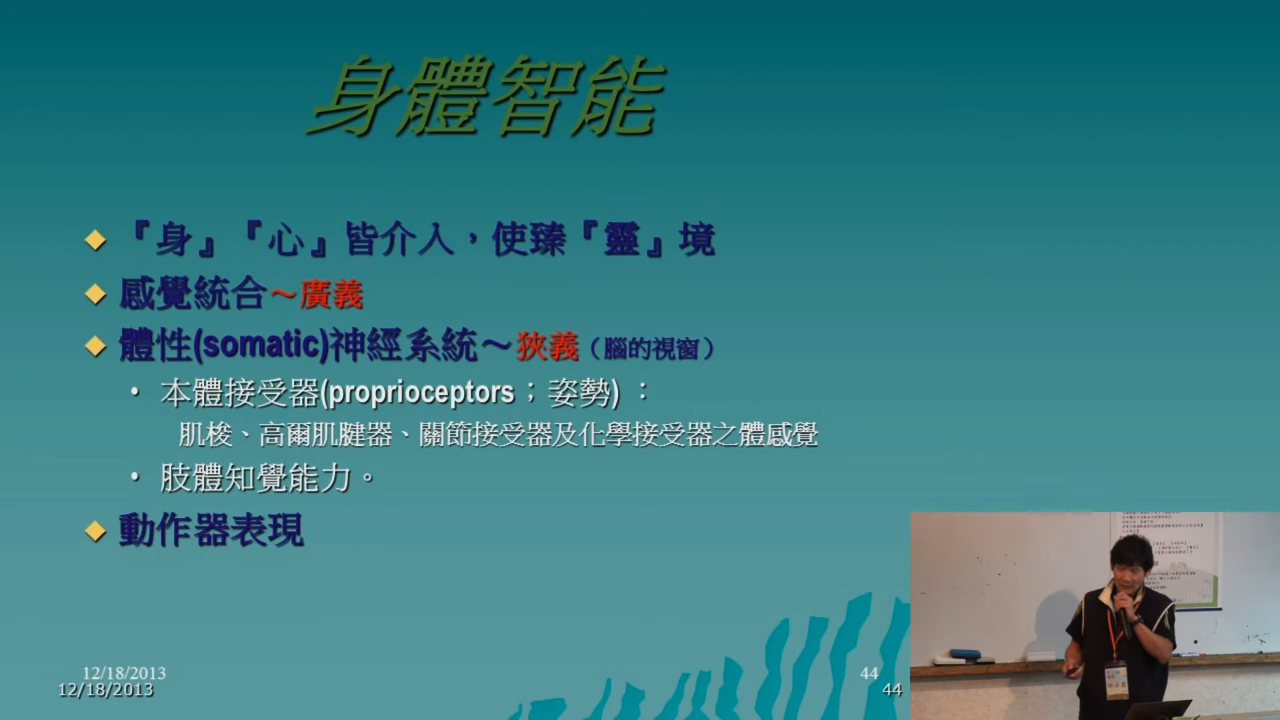 身體智能
『身』『心』皆介入，使臻『靈』境
感覺統合～廣義
體性(somatic)神經系統～狹義（腦的視窗）
本體接受器(proprioceptors；姿勢)：
肌梭、高爾肌腱器、關節接受器及化學接受器之體感覺
肢體知覺能力。
動作器表現
12/18/2013
44
12/18/2013
44